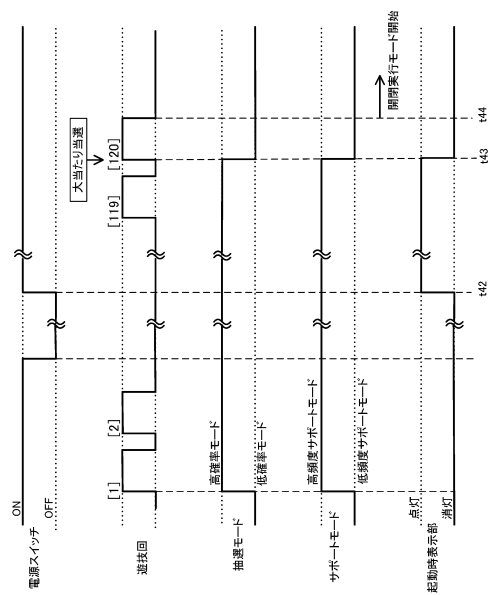 電源スイッチ
ON
OFF
遊技回
[1]
[2]
[119]
[120]
大当たり当選
抽選モード
高確率モード
低確率モード
サポートモード
高頻度サポートモード
低頻度サポートモード
開閉実行モード開始
起動時表示部
点灯
消灯
t42
t43
t44